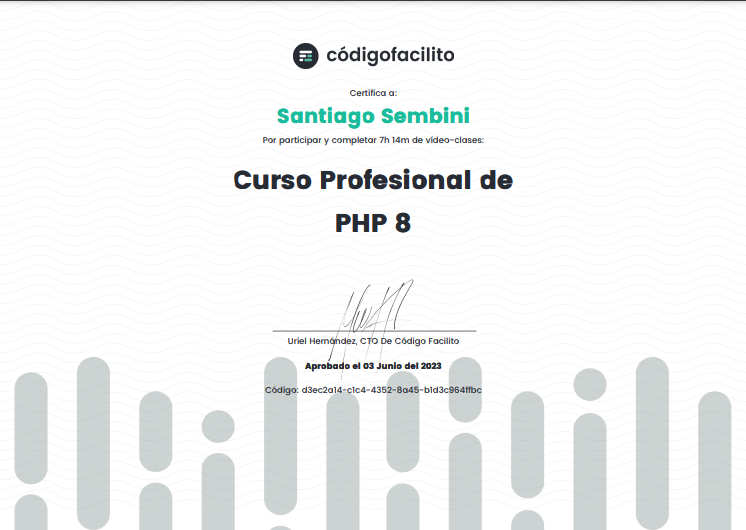 códigofacilito
Certifica a:
Santiago Sembini
Por participar y completar 7h 14m de vídeo-clases:
Curso Profesional de
PHP 8
Uriel Hernández, CTO De Código Facilito
Aprobado el 03 Junio del 2023
Código: d3ec2a14-c1c4-4352-8a45-b1d3c964ffbc